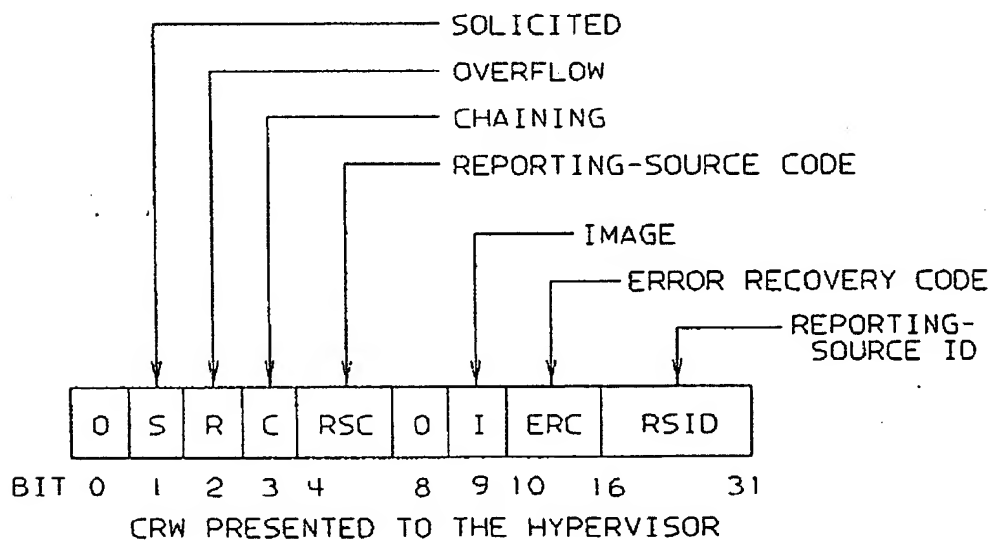 SOLICITED
OVERFLOW
CHAINING
REPORTING-SOURCE CODE
IMAGE
ERROR RECOVERY CODE
REPORTING-
SOURCE ID
0 S R C RSC 0 I ERC RSID
BIT 0 1 2 3 4 8 9 10 16 31
CRW PRESENTED TO THE HYPERVISOR